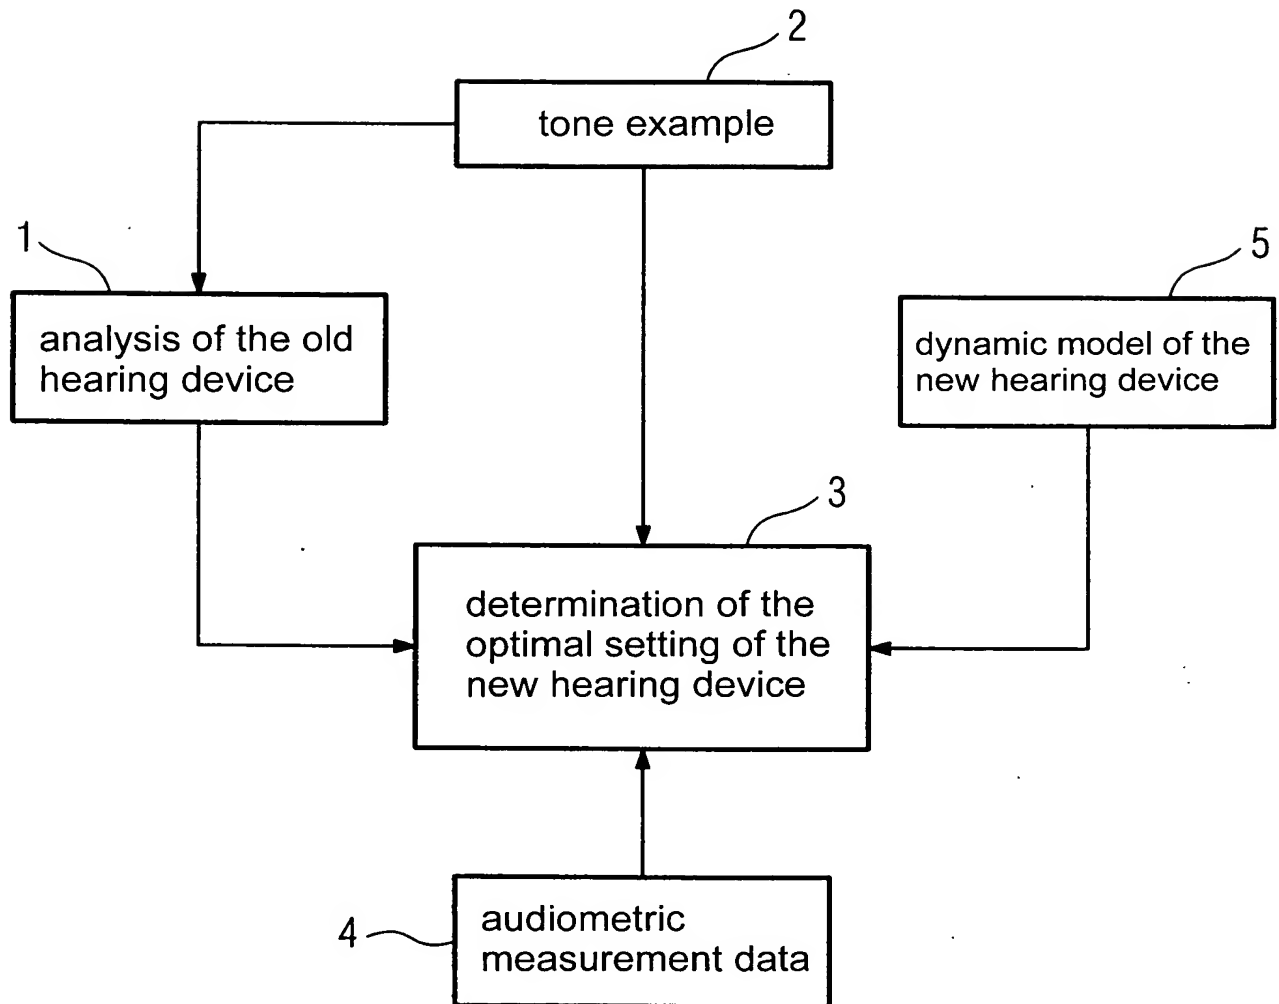 2
tone example
1
analysis of the old
hearing device
5
dynamic model of the
new hearing device
3
determination of the
optimal setting of the
new hearing device
4
audiometric
measurement data